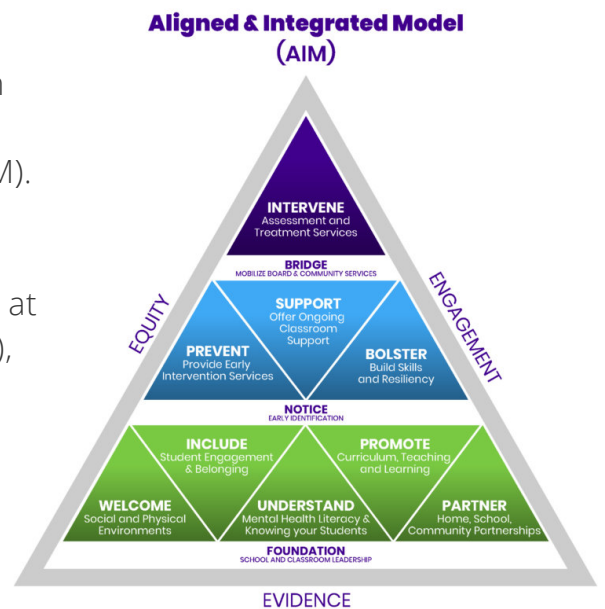 Aligned & Integrated Model
(AIM)
M).
at
),
INTERVENE
Assessment and
Treatment Services
BRIDGE
MOBILIZE BOARD & COMMUNITY SERVICES
EQUITY
ENGAGEMENT
SUPPORT
Offer Ongoing
Classroom
Support
PREVENT
Provide Early
Intervention Services
BOLSTER
Build Skills
and Resiliency
NOTICE
EARLY IDENTIFICATION
INCLUDE
Student Engagement
& Belonging
PROMOTE
Curriculum, Teaching
and Learning
WELCOME
Social and Physical
Environments
UNDERSTAND
Mental Health Literacy &
Knowing your Students
PARTNER
Home, School,
Community Partnerships
FOUNDATION
SCHOOL AND CLASSROOM LEADERSHIP
EVIDENCE